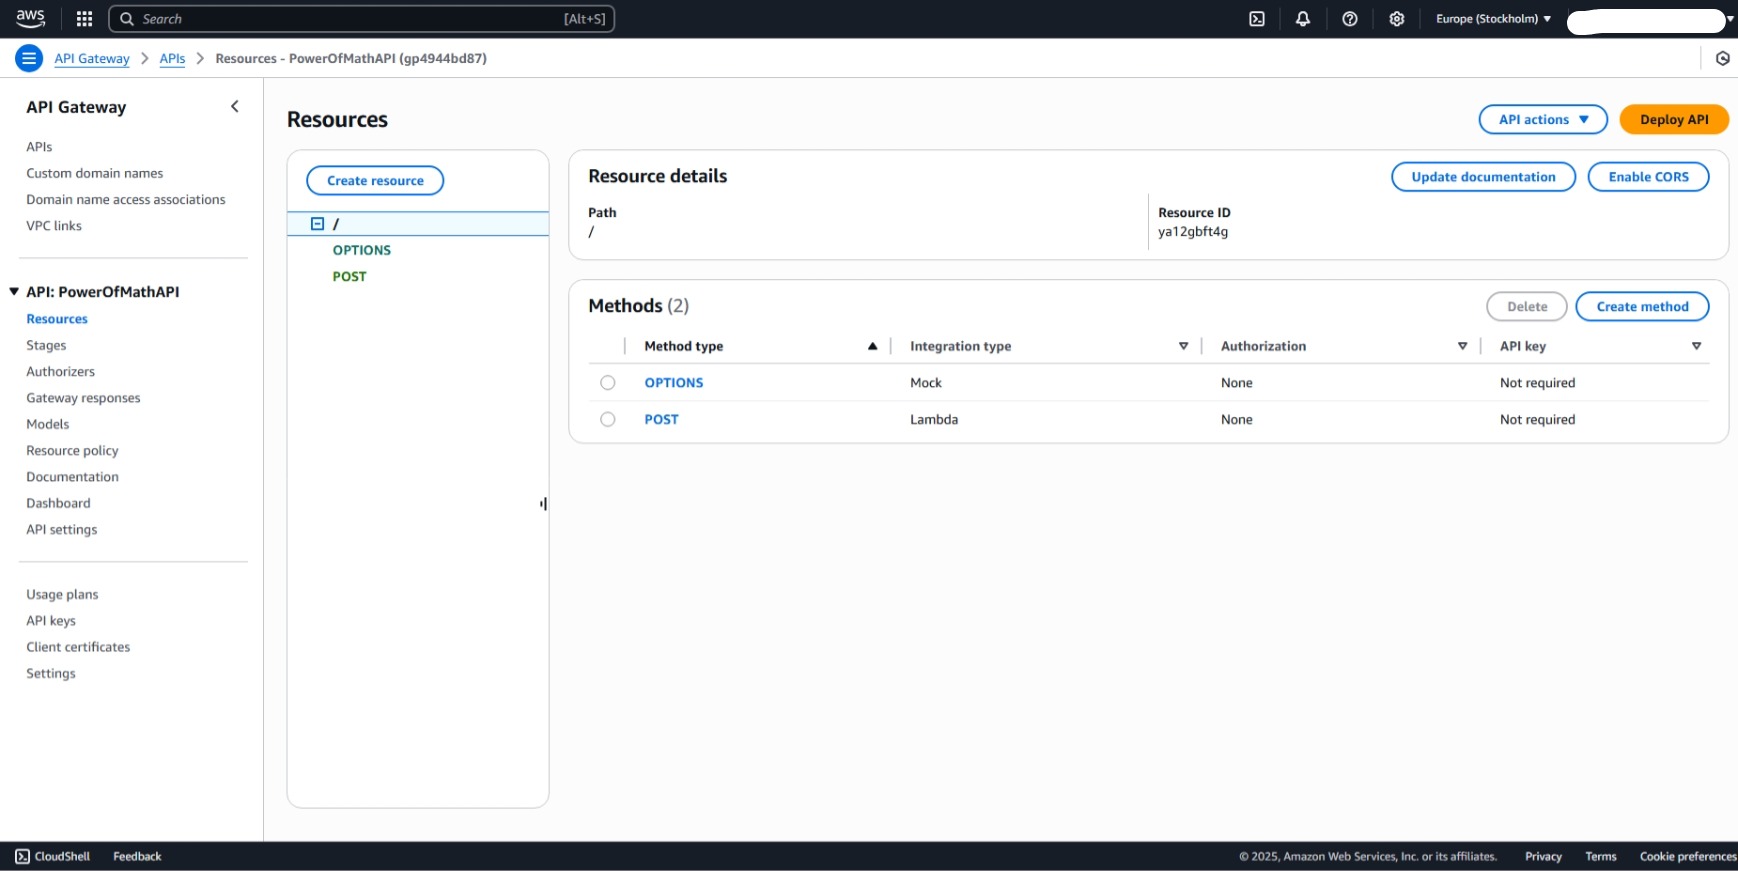 aws
Search [Alt+S]
Europe (Stockholm)
API Gateway
APIs
Resources - PowerOfMathAPI (gp4944bd87)
API Gateway
APIs
Custom domain names
Domain name access associations
VPC links
API: PowerOfMathAPI
Resources
Stages
Authorizers
Gateway responses
Models
Resource policy
Documentation
Dashboard
API settings
Usage plans
API keys
Client certificates
Settings
Resources
API actions
Deploy API
Create resource
/
OPTIONS
POST
Resource details
Update documentation
Enable CORS
Path
/
Resource ID
ya12gbft4g
Methods (2)
Delete
Create method
Method type Integration type Authorization API key
OPTIONS Mock None Not required
POST Lambda None Not required
CloudShell Feedback
© 2025, Amazon Web Services, Inc. or its affiliates. Privacy Terms Cookie preferences